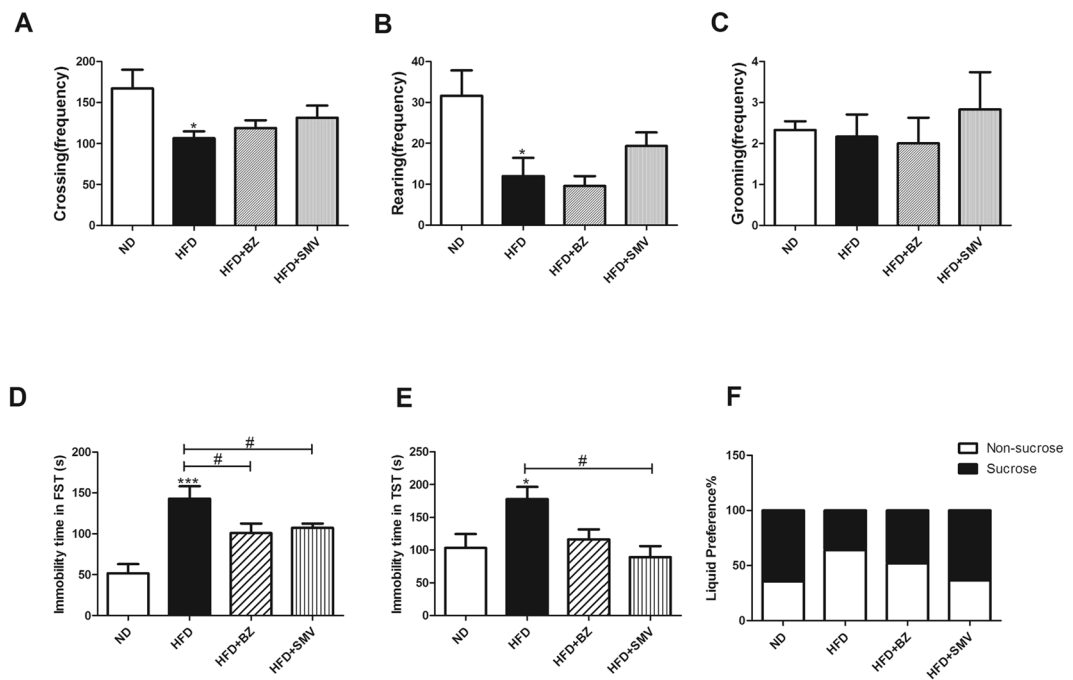 A
B
C
Crossing(frequency)
200
150
100
50
0
*
ND
HFD
HFD+BZ
HFD+SMV
Rearing(frequency)
40
30
20
10
0
*
ND
HFD
HFD+BZ
HFD+SMV
Grooming(frequency)
4
3
2
1
0
ND
HFD
HFD+BZ
HFD+SMV
D
E
F
Immobility time in FST (s)
200
150
100
50
0
#
#
***
ND
HFD
HFD+BZ
HFD+SMV
Immobility time in TST (s)
250
200
150
100
50
0
#
*
ND
HFD
HFD+BZ
HFD+SMV
Non-sucrose
Sucrose
Liquid Preference%
150
100
50
0
ND
HFD
HFD+BZ
HFD+SMV